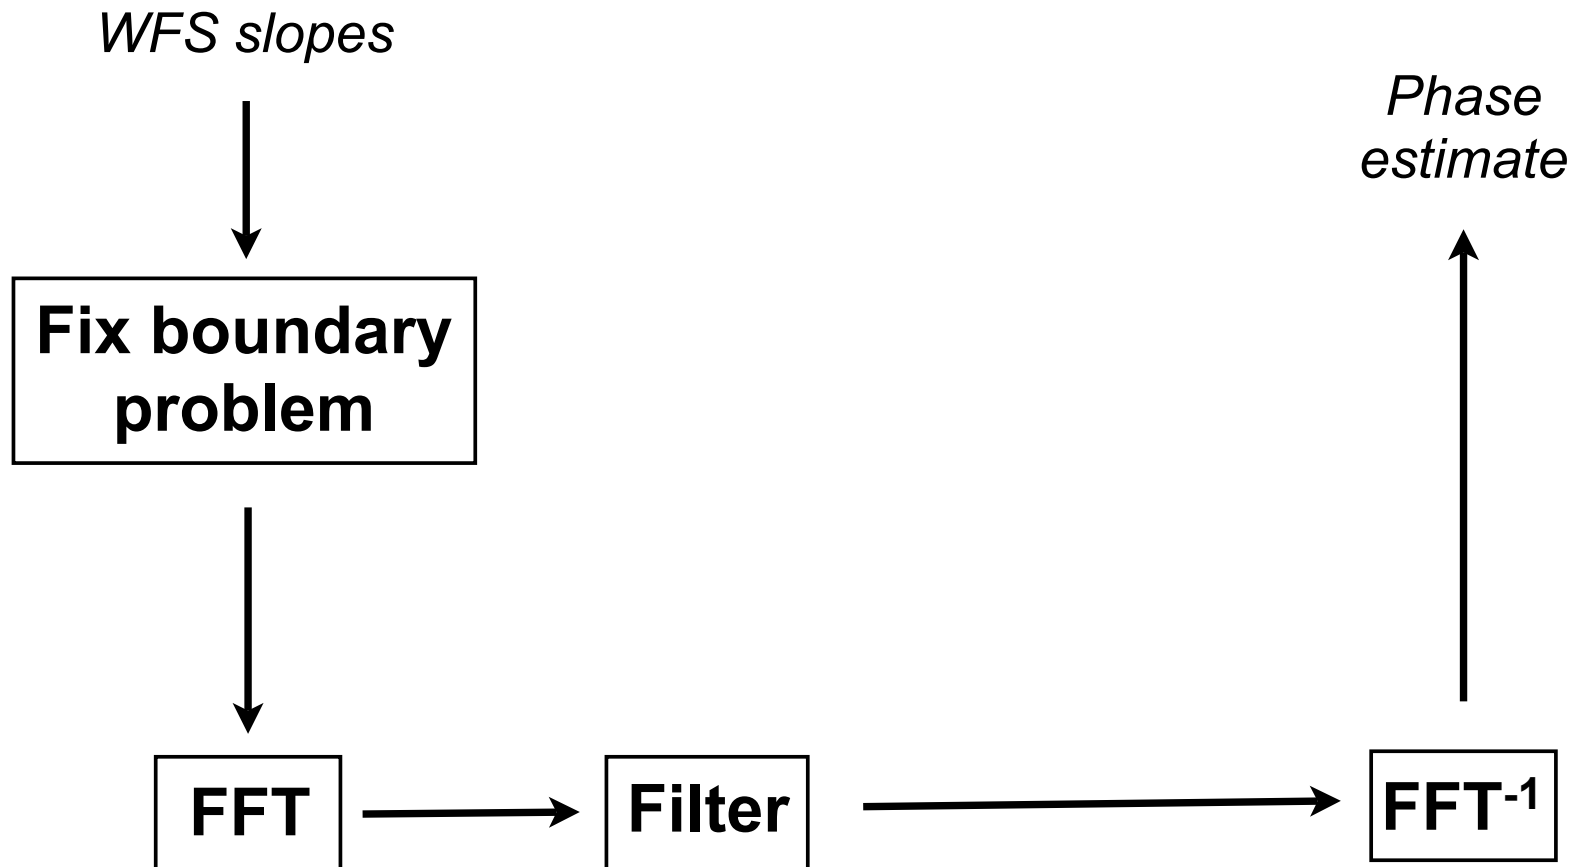 WFS slopes
Phase
estimate
Fix boundary
problem
FFT
Filter
FFT⁻¹